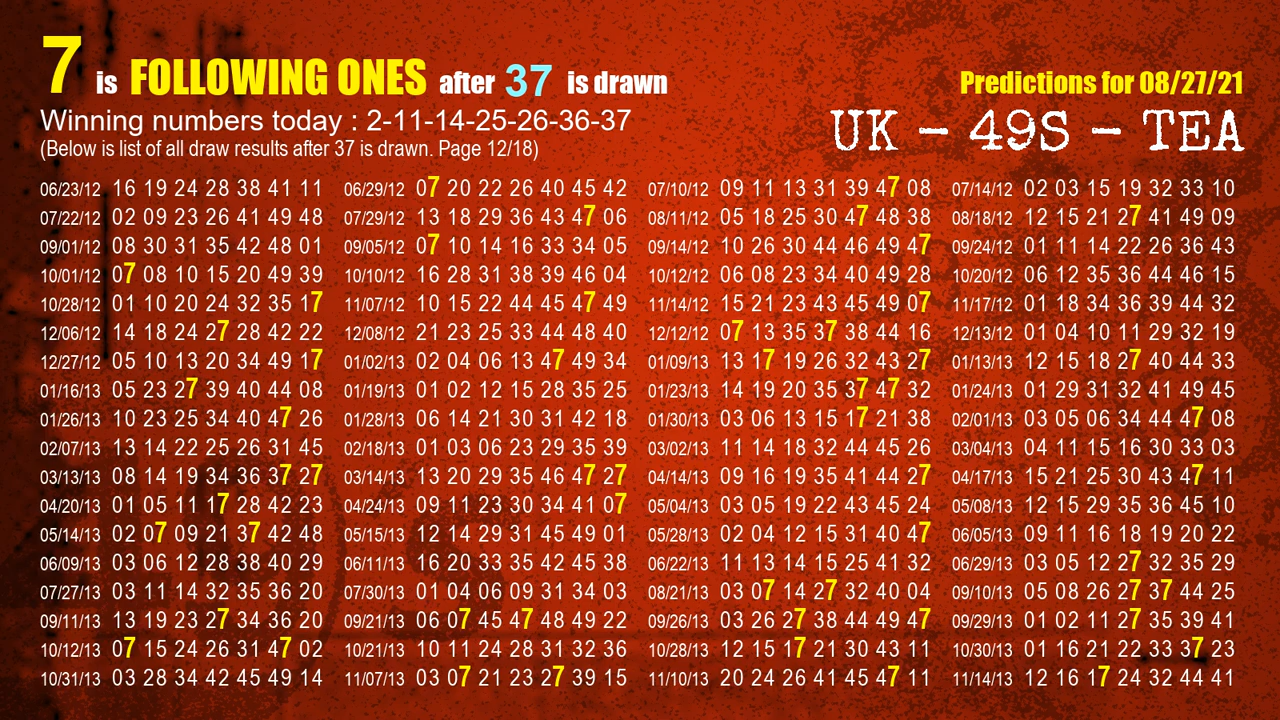 7 is FOLLOWING ONES after 37 is drawn
Predictions for 08/27/21
Winning numbers today : 2-11-14-25-26-36-37
UK - 49S - TEA
(Below is list of all draw results after 37 is drawn. Page 12/18)
06/23/12 16 19 24 28 38 41 11 06/29/12 07 20 22 26 40 45 42 07/10/12 09 11 13 31 39 47 08 07/14/12 02 03 15 19 32 33 10
07/22/12 02 09 23 26 41 49 48 07/29/12 13 18 29 36 43 47 06 08/11/12 05 18 25 30 47 48 38 08/18/12 12 15 21 27 41 49 09
09/01/12 08 30 31 35 42 48 01 09/05/12 07 10 14 16 33 34 05 09/14/12 10 26 30 44 46 49 47 09/24/12 01 11 14 22 26 36 43
10/01/12 07 08 10 15 20 49 39 10/10/12 16 28 31 38 39 46 04 10/12/12 06 08 23 34 40 49 28 10/20/12 06 12 35 36 44 46 15
10/28/12 01 10 20 24 32 35 17 11/07/12 10 15 22 44 45 47 49 11/14/12 15 21 23 43 45 49 07 11/17/12 01 18 34 36 39 44 32
12/06/12 14 18 24 27 28 42 22 12/08/12 21 23 25 33 44 48 40 12/12/12 07 13 35 37 38 44 16 12/13/12 01 04 10 11 29 32 19
12/27/12 05 10 13 20 34 49 17 01/02/13 02 04 06 13 47 49 34 01/09/13 13 17 19 26 32 43 27 01/13/13 12 15 18 27 40 44 33
01/16/13 05 23 27 39 40 44 08 01/19/13 01 02 12 15 28 35 25 01/23/13 14 19 20 35 37 47 32 01/24/13 01 29 31 32 41 49 45
01/26/13 10 23 25 34 40 47 26 01/28/13 06 14 21 30 31 42 18 01/30/13 03 06 13 15 17 21 38 02/01/13 03 05 06 34 44 47 08
02/07/13 13 14 22 25 26 31 45 02/18/13 01 03 06 23 29 35 39 03/02/13 11 14 18 32 44 45 26 03/04/13 04 11 15 16 30 33 03
03/13/13 08 14 19 34 36 37 27 03/14/13 13 20 29 35 46 47 27 04/14/13 09 16 19 35 41 44 27 04/17/13 15 21 25 30 43 47 11
04/20/13 01 05 11 17 28 42 23 04/24/13 09 11 23 30 34 41 07 05/04/13 03 05 19 22 43 45 24 05/08/13 12 15 29 35 36 45 10
05/14/13 02 07 09 21 37 42 48 05/15/13 12 14 29 31 45 49 01 05/28/13 02 04 12 15 31 40 47 06/05/13 09 11 16 18 19 20 22
06/09/13 03 06 12 28 38 40 29 06/11/13 16 20 33 35 42 45 38 06/22/13 11 13 14 15 25 41 32 06/29/13 03 05 12 27 32 35 29
07/27/13 03 11 14 32 35 36 20 07/30/13 01 04 06 09 31 34 03 08/21/13 03 07 14 27 32 40 04 09/10/13 05 08 26 27 37 44 25
09/11/13 13 19 23 27 34 36 20 09/21/13 06 07 45 47 48 49 22 09/26/13 03 26 27 38 44 49 47 09/29/13 01 02 11 27 35 39 41
10/12/13 07 15 24 26 31 47 02 10/21/13 10 11 24 28 31 32 36 10/28/13 12 15 17 21 30 43 11 10/30/13 01 16 21 22 33 37 23
10/31/13 03 28 34 42 45 49 14 11/07/13 03 07 21 23 27 39 15 11/10/13 20 24 26 41 45 47 11 11/14/13 12 16 17 24 32 44 41